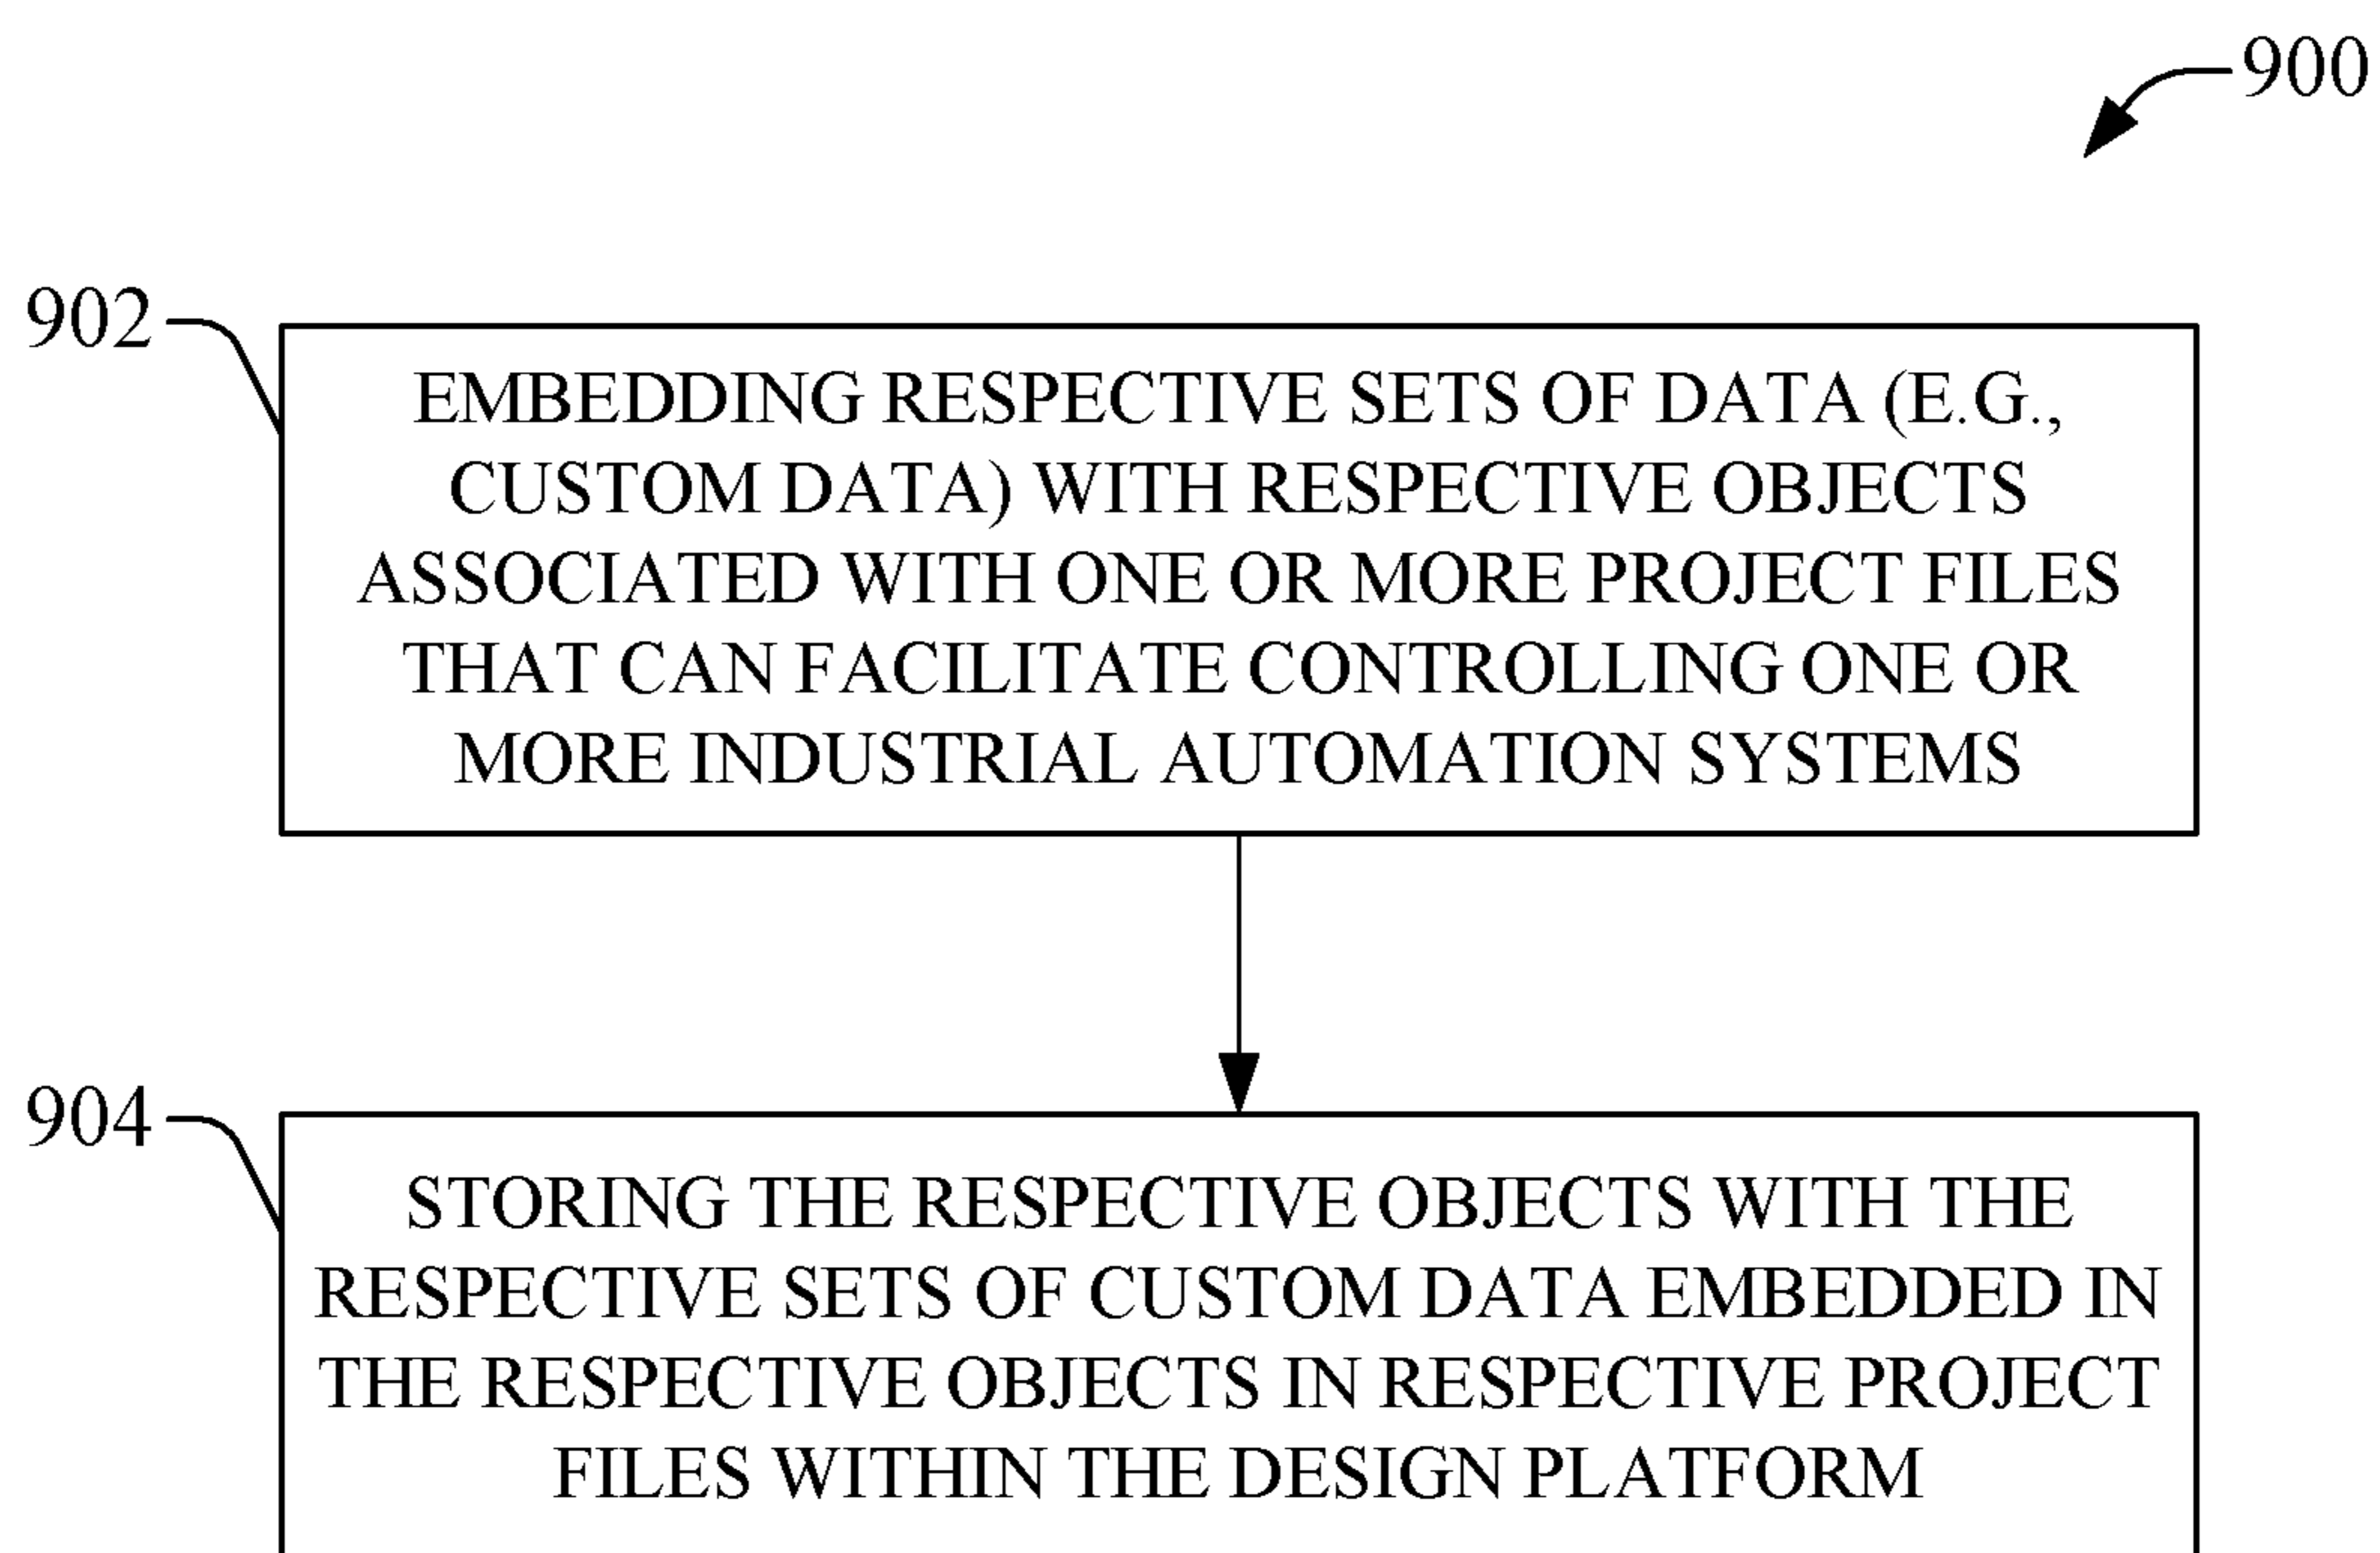 900
902
EMBEDDING RESPECTIVE SETS OF DATA (E.G.,
CUSTOM DATA) WITH RESPECTIVE OBJECTS
ASSOCIATED WITH ONE OR MORE PROJECT FILES
THAT CAN FACILITATE CONTROLLING ONE OR
MORE INDUSTRIAL AUTOMATION SYSTEMS
904
STORING THE RESPECTIVE OBJECTS WITH THE
RESPECTIVE SETS OF CUSTOM DATA EMBEDDED IN
THE RESPECTIVE OBJECTS IN RESPECTIVE PROJECT
FILES WITHIN THE DESIGN PLATFORM